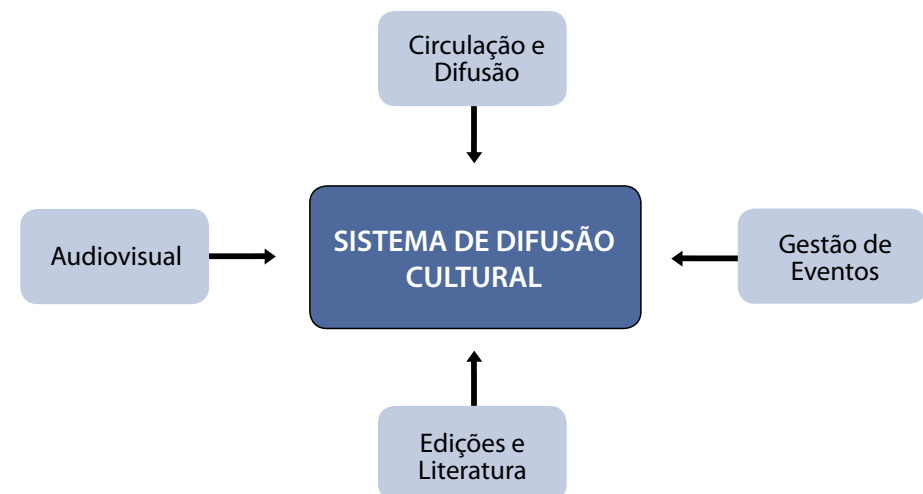 Circulação e
Difusão
Audiovisual
SISTEMA DE DIFUSÃO
CULTURAL
Gestão de
Eventos
Edições e
Literatura